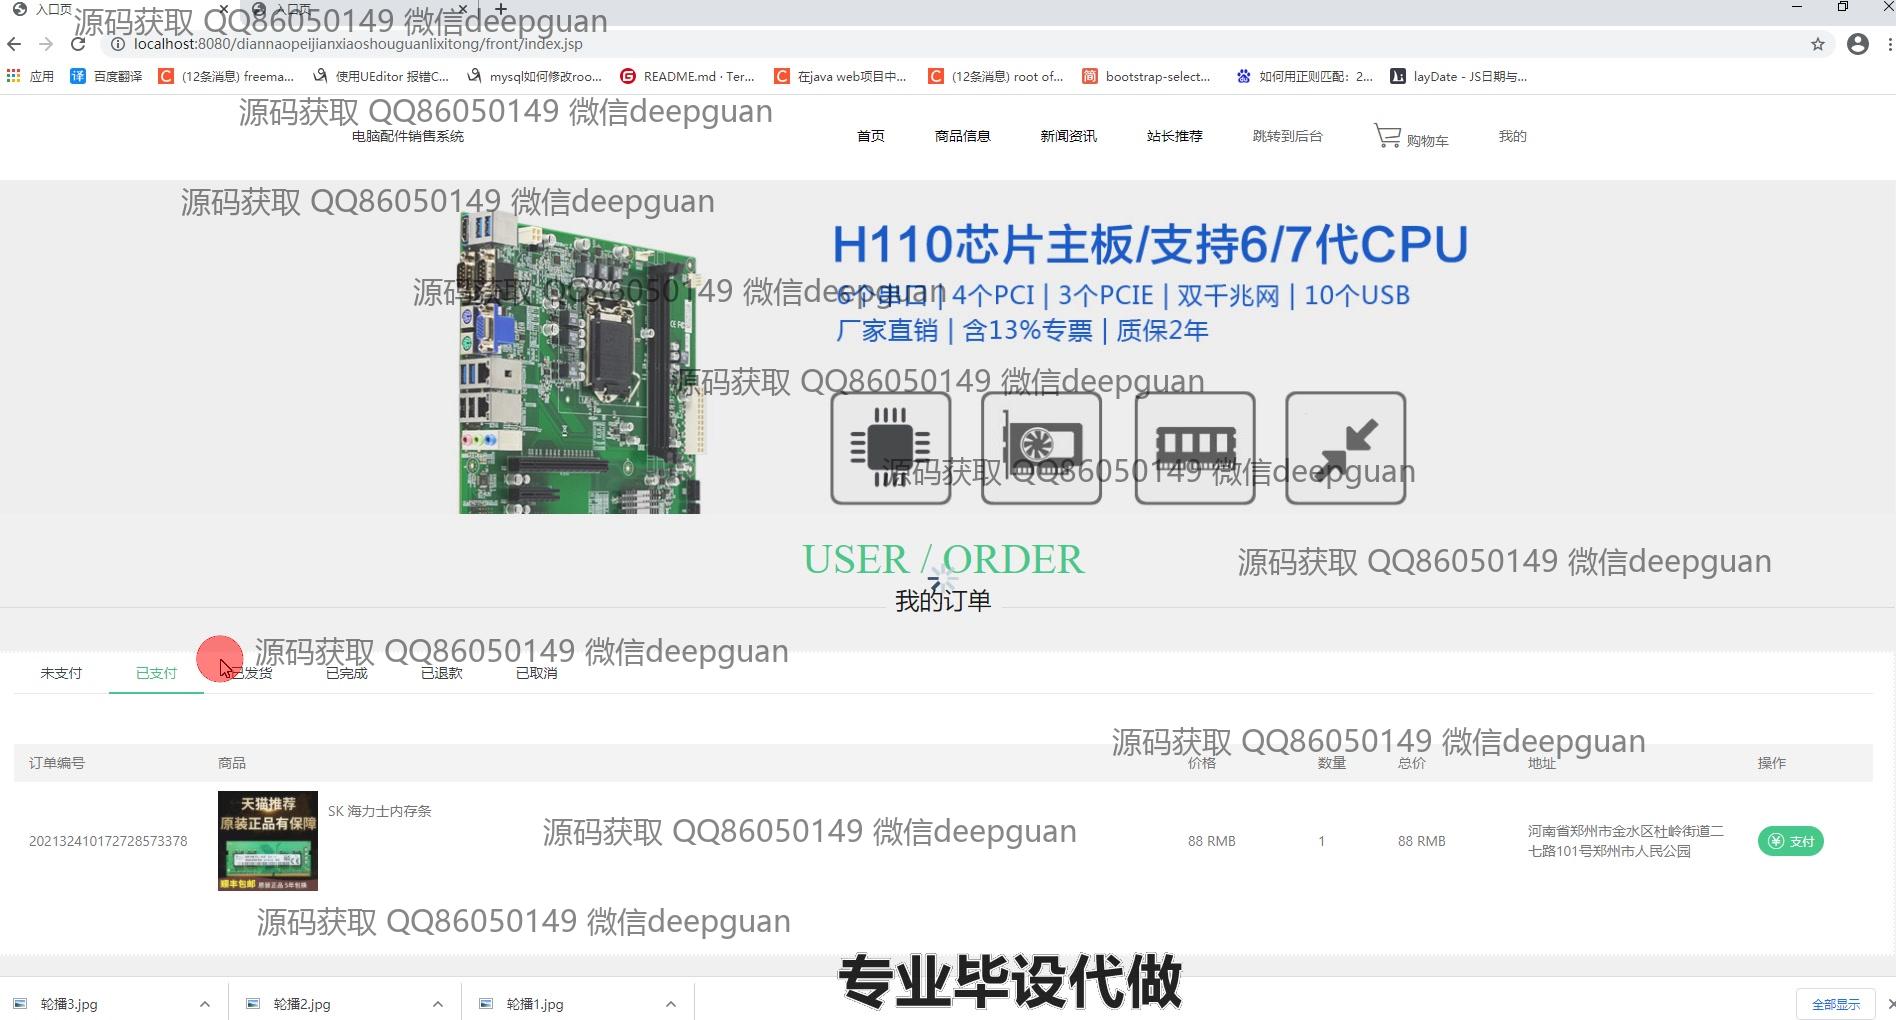 入口页
入口页
源码获取 QQ86050149 微信deepguan
localhost:8080/diannaopeijianxiaoshouguanlixitong/front/index.jsp
应用
百度翻译
(12条消息) freema...
使用UEditor 报错C...
mysql如何修改roo...
README.md · Ter...
在java web项目中...
(12条消息) root of...
bootstrap-select...
如何用正则匹配：2...
layDate - JS日期与...
源码获取 QQ86050149 微信deepguan
电脑配件销售系统
首页
商品信息
新闻资讯
站长推荐
跳转到后台
购物车
我的
源码获取 QQ86050149 微信deepguan
H110芯片主板/支持6/7代CPU
源码获取 QQ86050149 微信deepguan
6个串口 | 4个PCI | 3个PCIE | 双千兆网 | 10个USB
厂家直销 | 含13%专票 | 质保2年
源码获取 QQ86050149 微信deepguan
源码获取 QQ86050149 微信deepguan
USER / ORDER
源码获取 QQ86050149 微信deepguan
我的订单
源码获取 QQ86050149 微信deepguan
未支付
已支付
已发货
已完成
已退款
已取消
源码获取 QQ86050149 微信deepguan
订单编号
商品
价格
数量
总价
地址
操作
天猫推荐
原装正品有保障
顺丰包邮
原装正品 5年包换
SK 海力士内存条
源码获取 QQ86050149 微信deepguan
202132410172728573378
88 RMB
1
88 RMB
河南省郑州市金水区杜岭街道二
七路101号郑州市人民公园
支付
源码获取 QQ86050149 微信deepguan
专业毕设代做
轮播3.jpg
轮播2.jpg
轮播1.jpg
全部显示